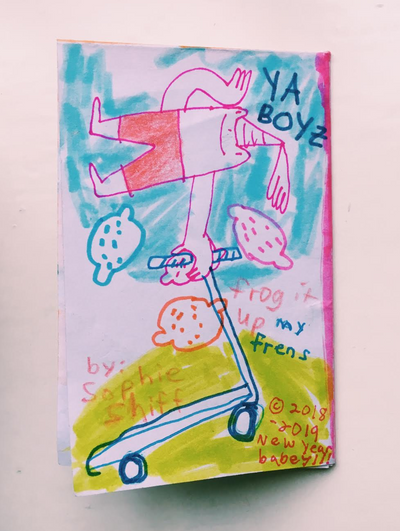 YA
BOYZ
frog it
up my
frens
by:
Sophie
Shiff
© 2018
-2019
New Year
babey!!!